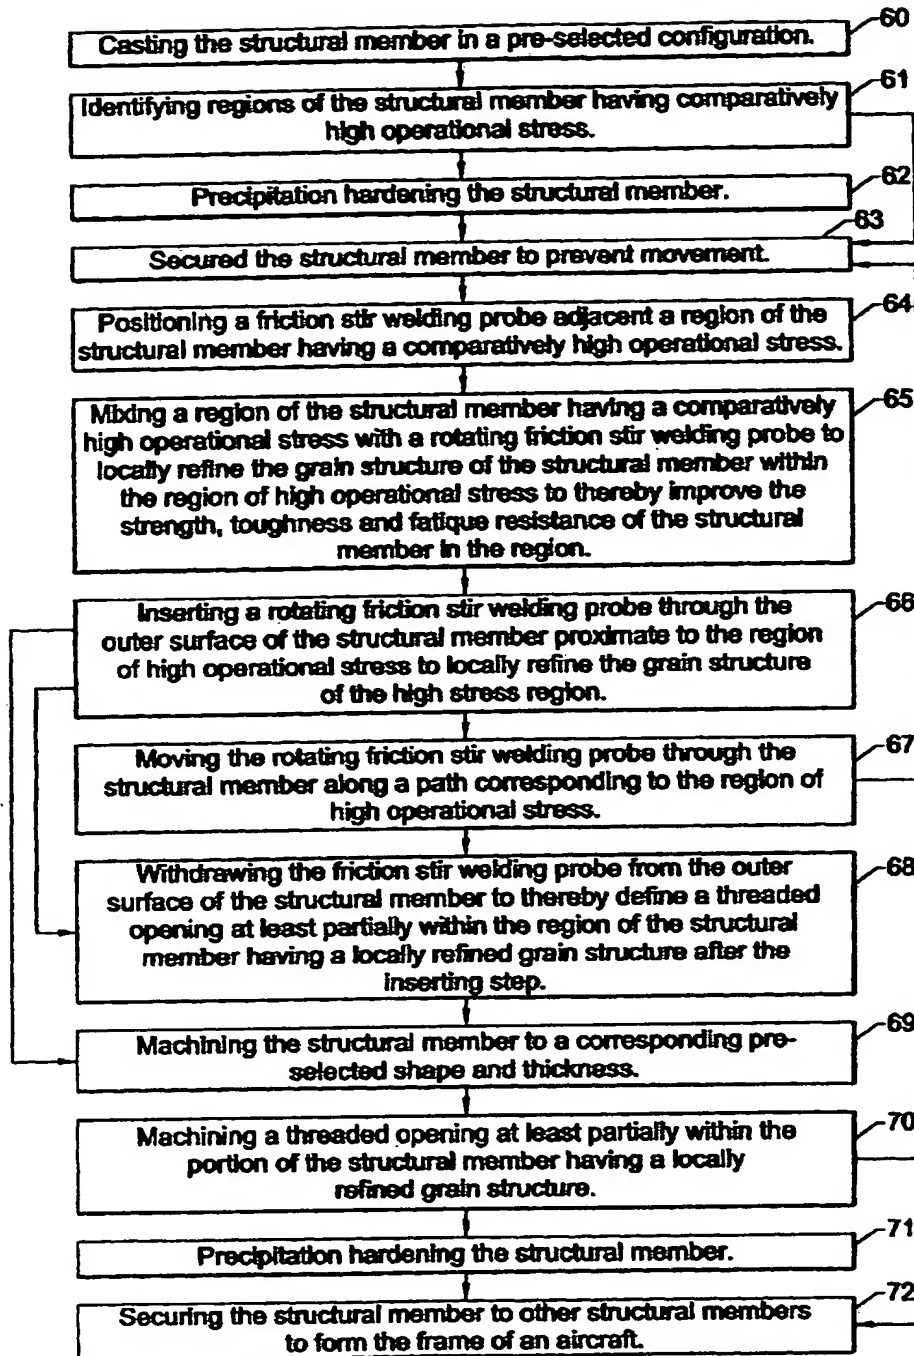 60
Casting the structural member in a pre-selected configuration.
61
Identifying regions of the structural member having comparatively
high operational stress.
62
Precipitation hardening the structural member.
63
Secured the structural member to prevent movement.
64
Positioning a friction stir welding probe adjacent a region of the
structural member having a comparatively high operational stress.
65
Mixing a region of the structural member having a comparatively
high operational stress with a rotating friction stir welding probe to
locally refine the grain structure of the structural member within
the region of high operational stress to thereby improve the
strength, toughness and fatique resistance of the structural
member in the region.
66
Inserting a rotating friction stir welding probe through the
outer surface of the structural member proximate to the region
of high operational stress to locally refine the grain structure
of the high stress region.
67
Moving the rotating friction stir welding probe through the
structural member along a path corresponding to the region of
high operational stress.
68
Withdrawing the friction stir welding probe from the outer
surface of the structural member to thereby define a threaded
opening at least partially within the region of the structural
member having a locally refined grain structure after the
inserting step.
69
Machining the structural member to a corresponding pre-
selected shape and thickness.
70
Machining a threaded opening at least partially within the
portion of the structural member having a locally
refined grain structure.
71
Precipitation hardening the structural member.
72
Securing the structural member to other structural members
to form the frame of an aircraft.